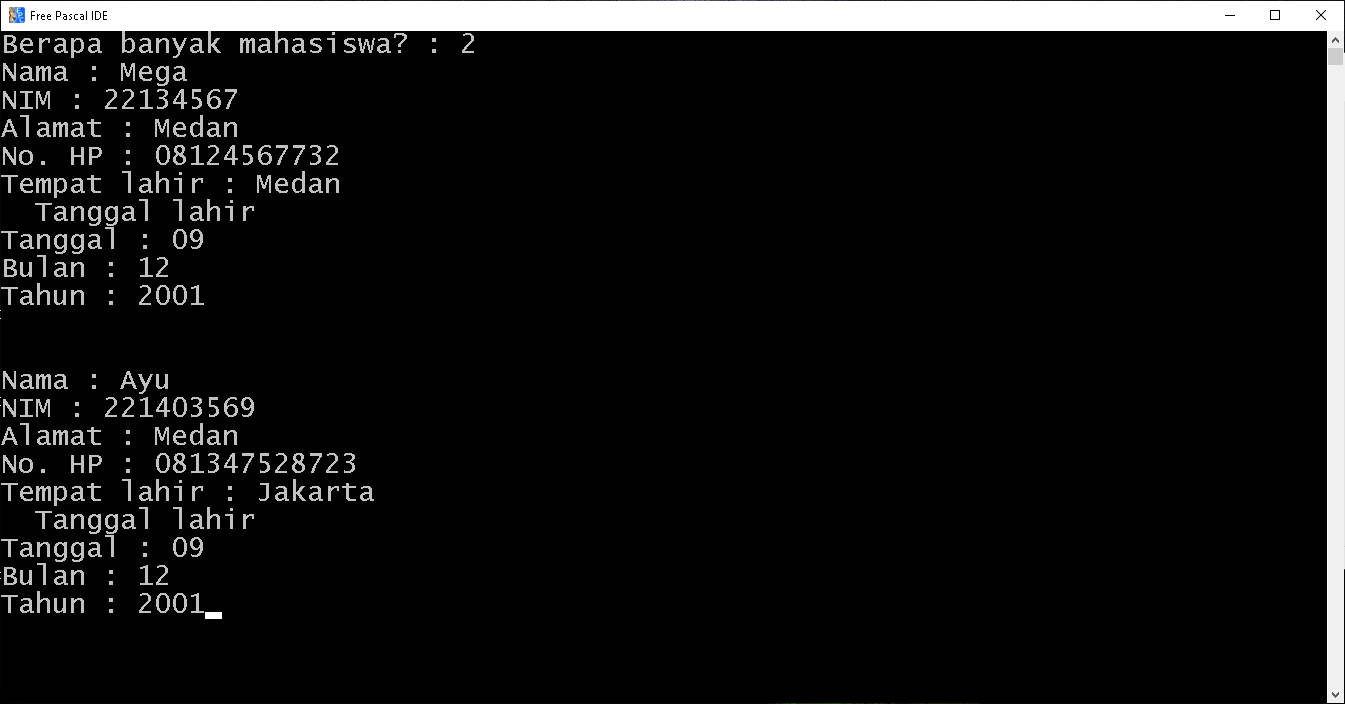 Free Pascal IDE
Berapa banyak mahasiswa? : 2
Nama : Mega
NIM : 22134567
Alamat : Medan
No. HP : 08124567732
Tempat lahir : Medan
  Tanggal lahir
Tanggal : 09
Bulan : 12
Tahun : 2001
Nama : Ayu
NIM : 221403569
Alamat : Medan
No. HP : 081347528723
Tempat lahir : Jakarta
  Tanggal lahir
Tanggal : 09
Bulan : 12
Tahun : 2001